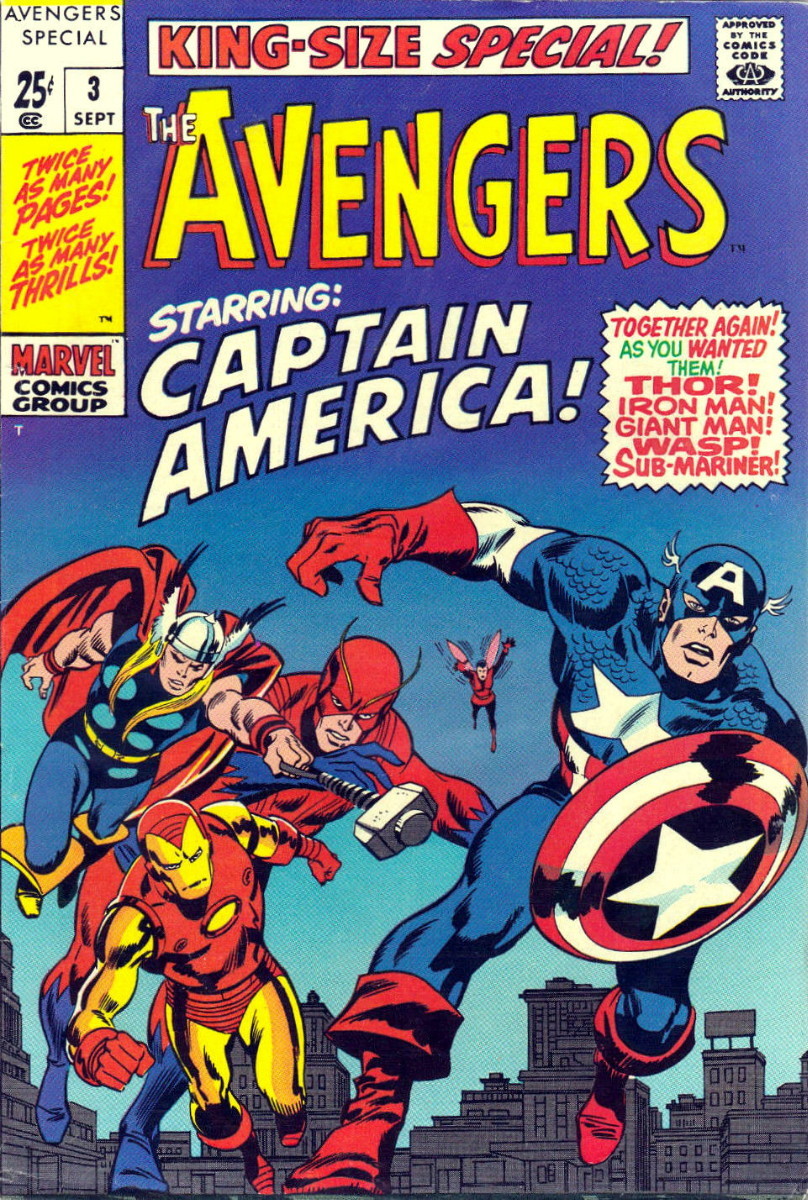 AVENGERS
SPECIAL
25¢
CC
3
SEPT
TWICE
AS MANY
PAGES!
TWICE
AS MANY
THRILLS!
TM
MARVEL
COMICS
GROUP
T
KING-SIZE SPECIAL!
APPROVED
BY THE
COMICS
CODE
CA
AUTHORITY
THE
AVENGERS
TM
STARRING:
CAPTAIN
AMERICA!
TOGETHER AGAIN!
AS YOU WANTED
THEM!
THOR!
IRON MAN!
GIANT MAN!
WASP!
SUB-MARINER!
A